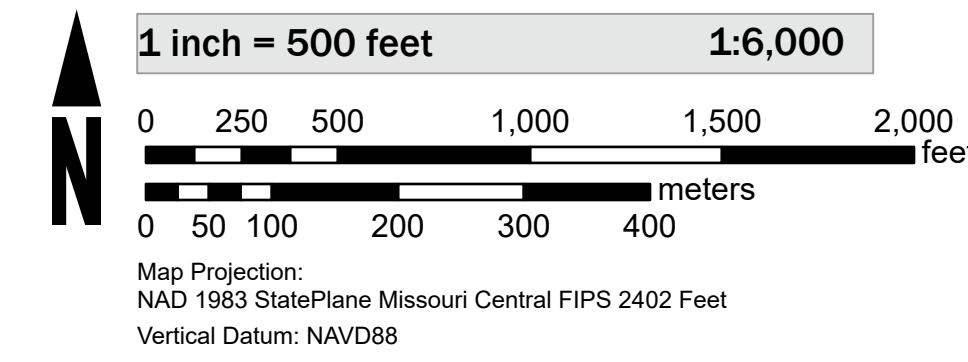 1 inch = 500 feet 1:6,000
0 250 500 1,000 1,500 2,000
feet
meters
0 50 100 200 300 400
N
Map Projection:
NAD 1983 StatePlane Missouri Central FIPS 2402 Feet
Vertical Datum: NAVD88